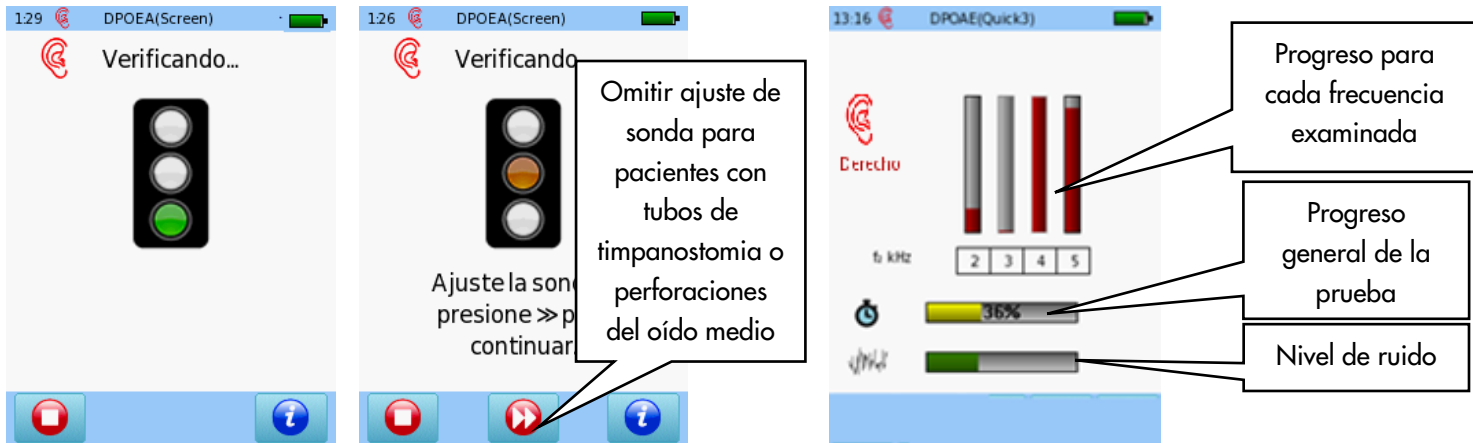 1:29 DPOEA(Screen)
Verificando...
1:26 DPOEA(Screen)
Verificando
Ajuste la son
presione ≫ p
continuar.
Omitir ajuste de
sonda para
pacientes con
tubos de
timpanostomia o
perforaciones
del oído medio
13:16 DPOAE(Quick3)
Derecho
f₂ kHz 2 3 4 5
36%
Progreso para
cada frecuencia
examinada
Progreso
general de la
prueba
Nivel de ruido